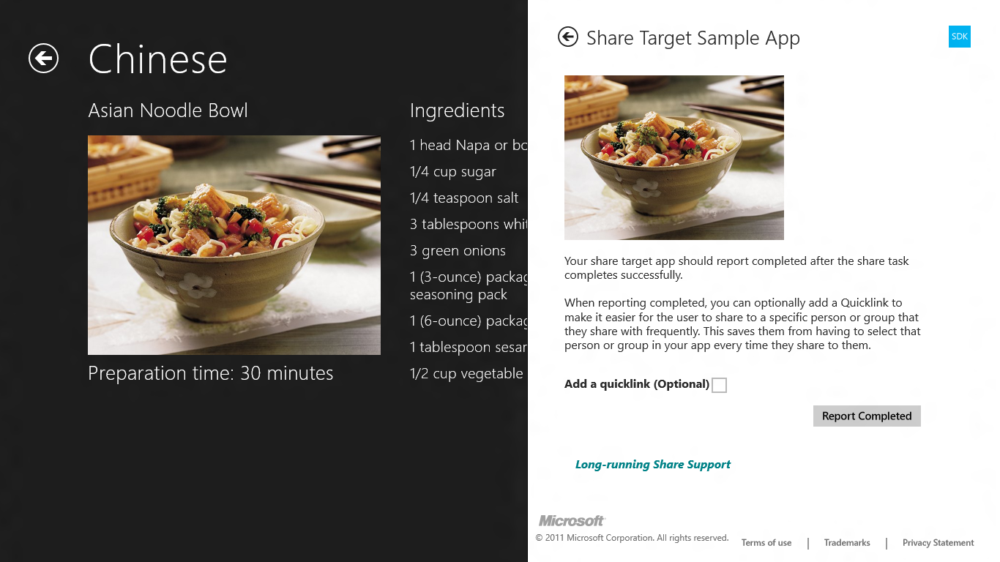 Chinese
Asian Noodle Bowl
Preparation time: 30 minutes
Ingredients
1 head Napa or
1/4 cup sugar
1/4 teaspoon salt
3 tablespoons
3 green onions
1 (3-ounce)
seasoning pack
1 (6-ounce)
1 tablespoon
1/2 cup vegetable
Share Target Sample App
SDK
Your share target app should report completed after the share task
completes successfully.
When reporting completed, you can optionally add a Quicklink to
make it easier for the user to share to a specific person or group that
they share with frequently. This saves them from having to select that
person or group in your app every time they share to them.
Add a quicklink (Optional)
Report Completed
Long-running Share Support
Microsoft
© 2011 Microsoft Corporation. All rights reserved.
Terms of use | Trademarks | Privacy Statement